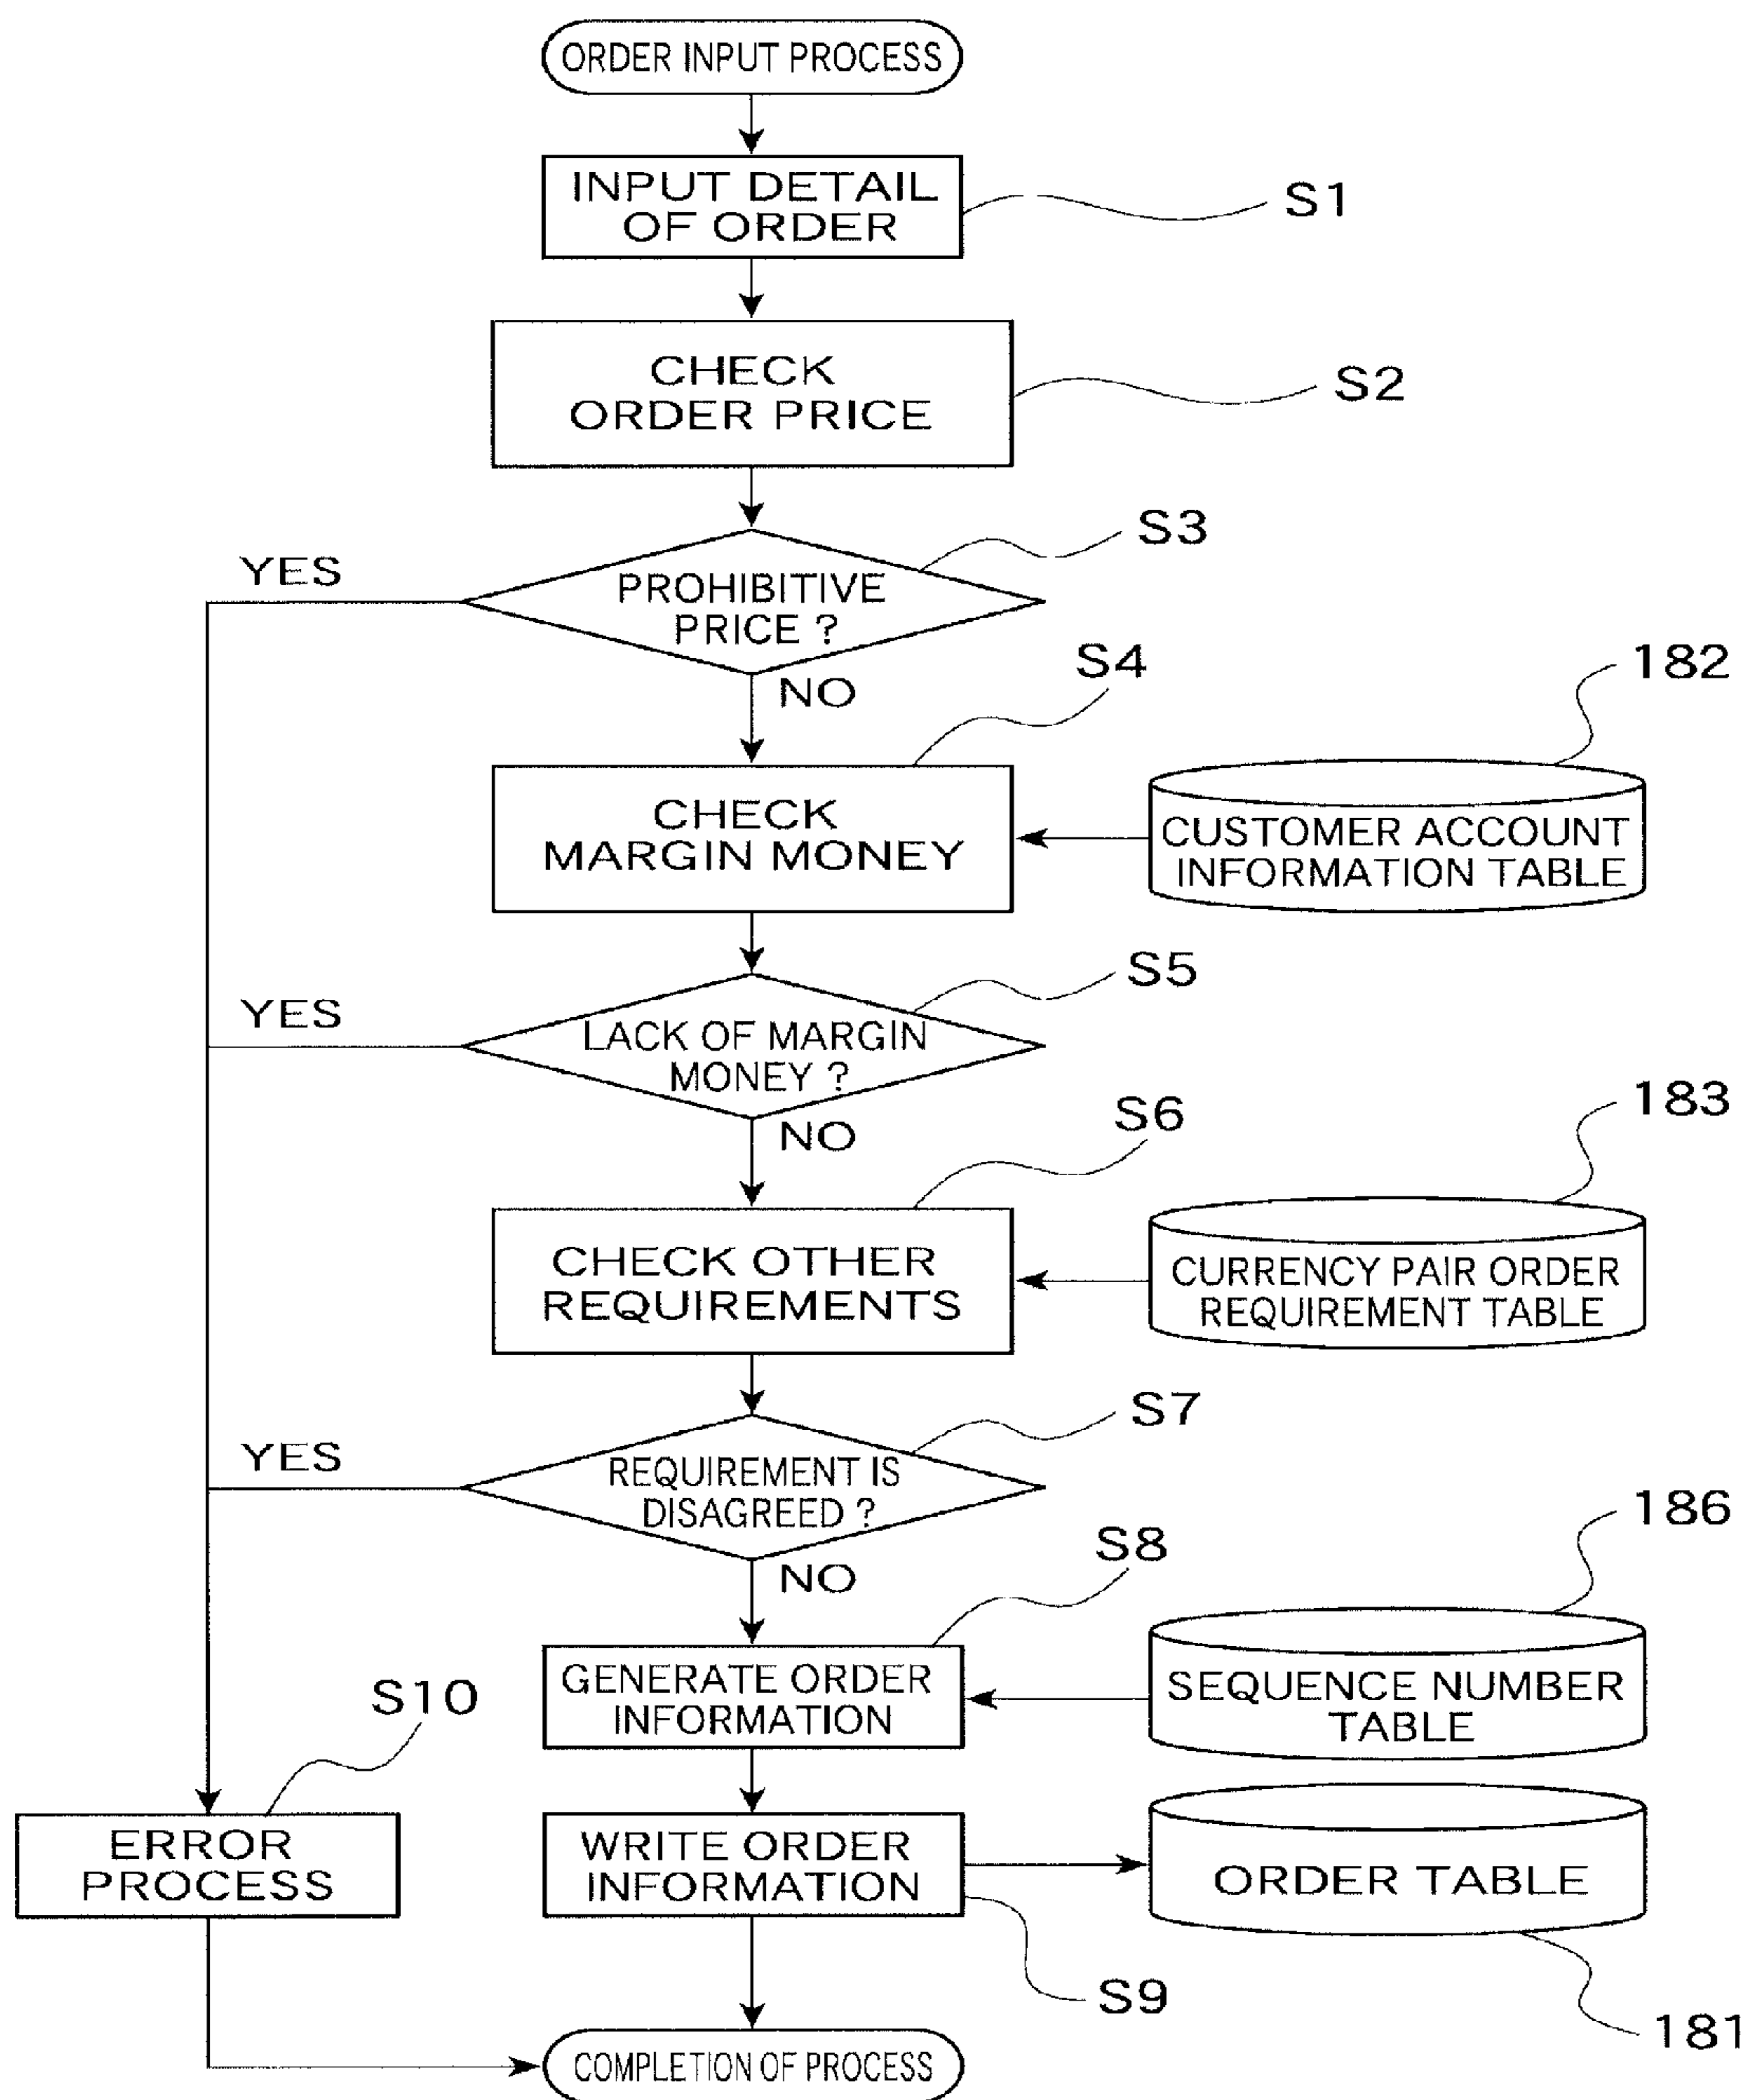 ORDER INPUT PROCESS
INPUT DETAIL
OF ORDER
S1
CHECK
ORDER PRICE
S2
S3
YES
PROHIBITIVE
PRICE ?
NO
S4
182
CHECK
MARGIN MONEY
CUSTOMER ACCOUNT
INFORMATION TABLE
S5
YES
LACK OF MARGIN
MONEY ?
NO
S6
183
CHECK OTHER
REQUIREMENTS
CURRENCY PAIR ORDER
REQUIREMENT TABLE
S7
YES
REQUIREMENT IS
DISAGREED ?
NO
S8
186
GENERATE ORDER
INFORMATION
SEQUENCE NUMBER
TABLE
S10
ERROR
PROCESS
WRITE ORDER
INFORMATION
ORDER TABLE
S9
181
COMPLETION OF PROCESS